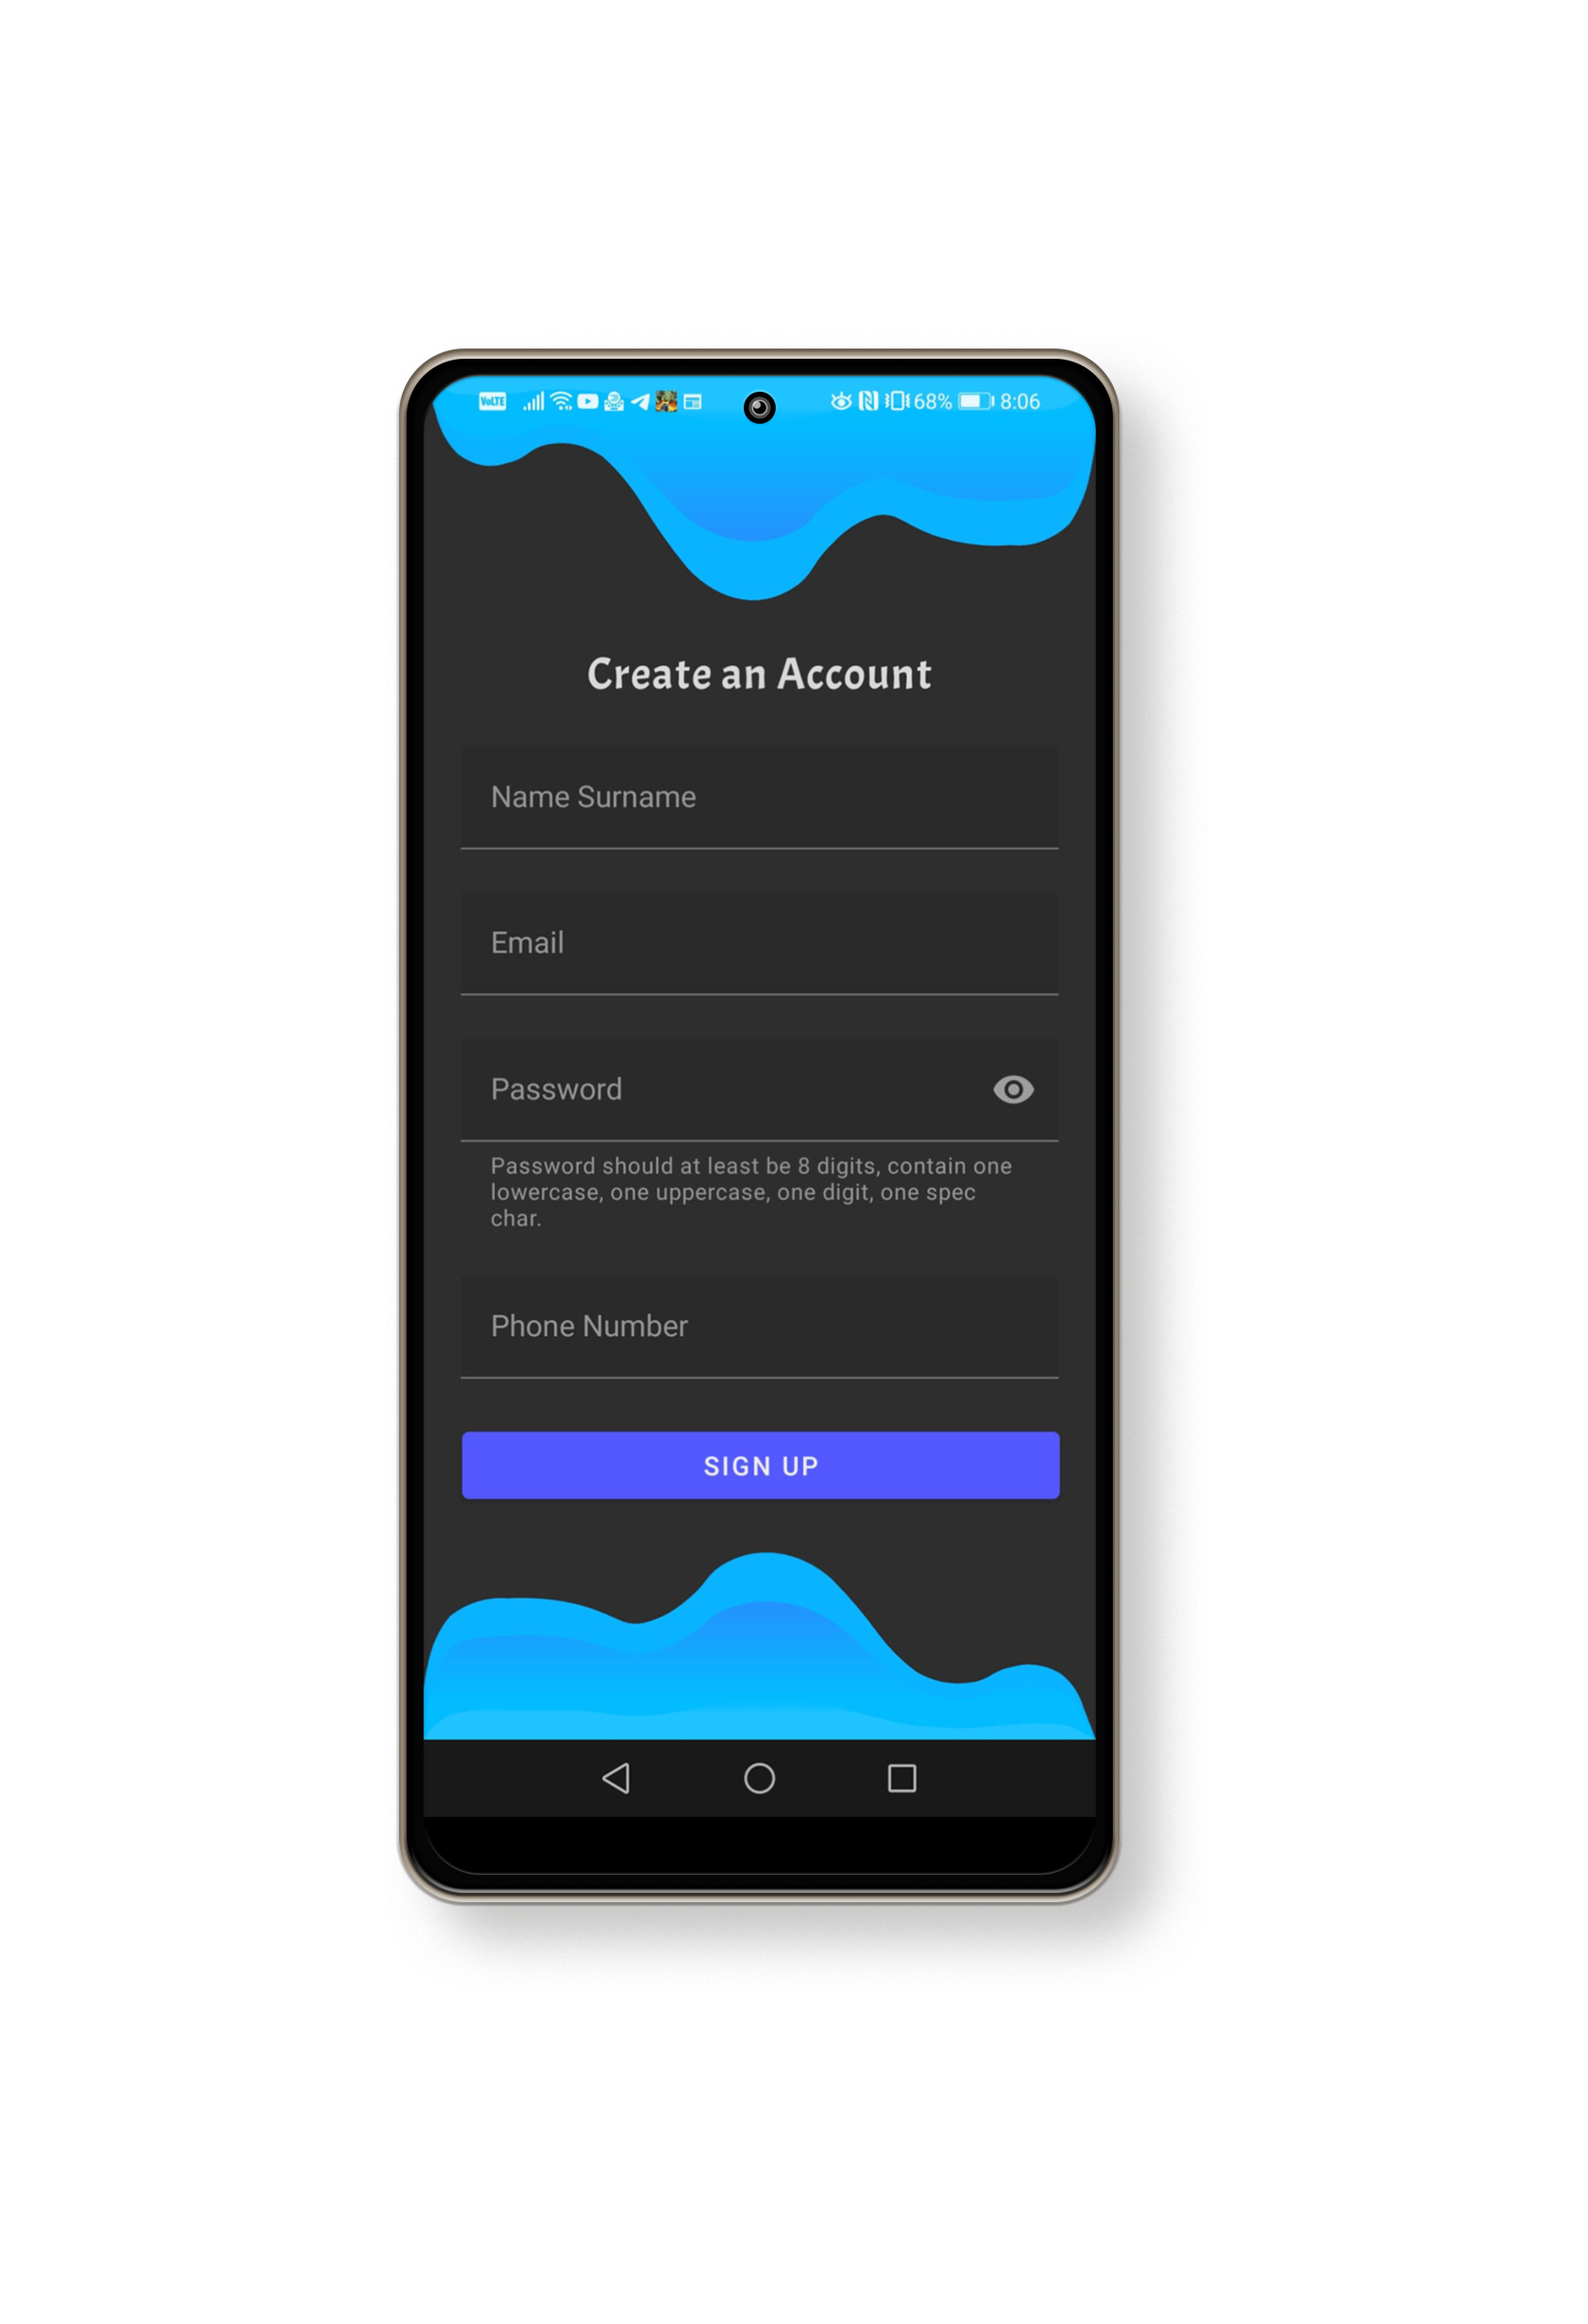 VoLTE 68% 8:06
Create an Account
Name Surname
Email
Password
Password should at least be 8 digits, contain one
lowercase, one uppercase, one digit, one spec
char.
Phone Number
SIGN UP